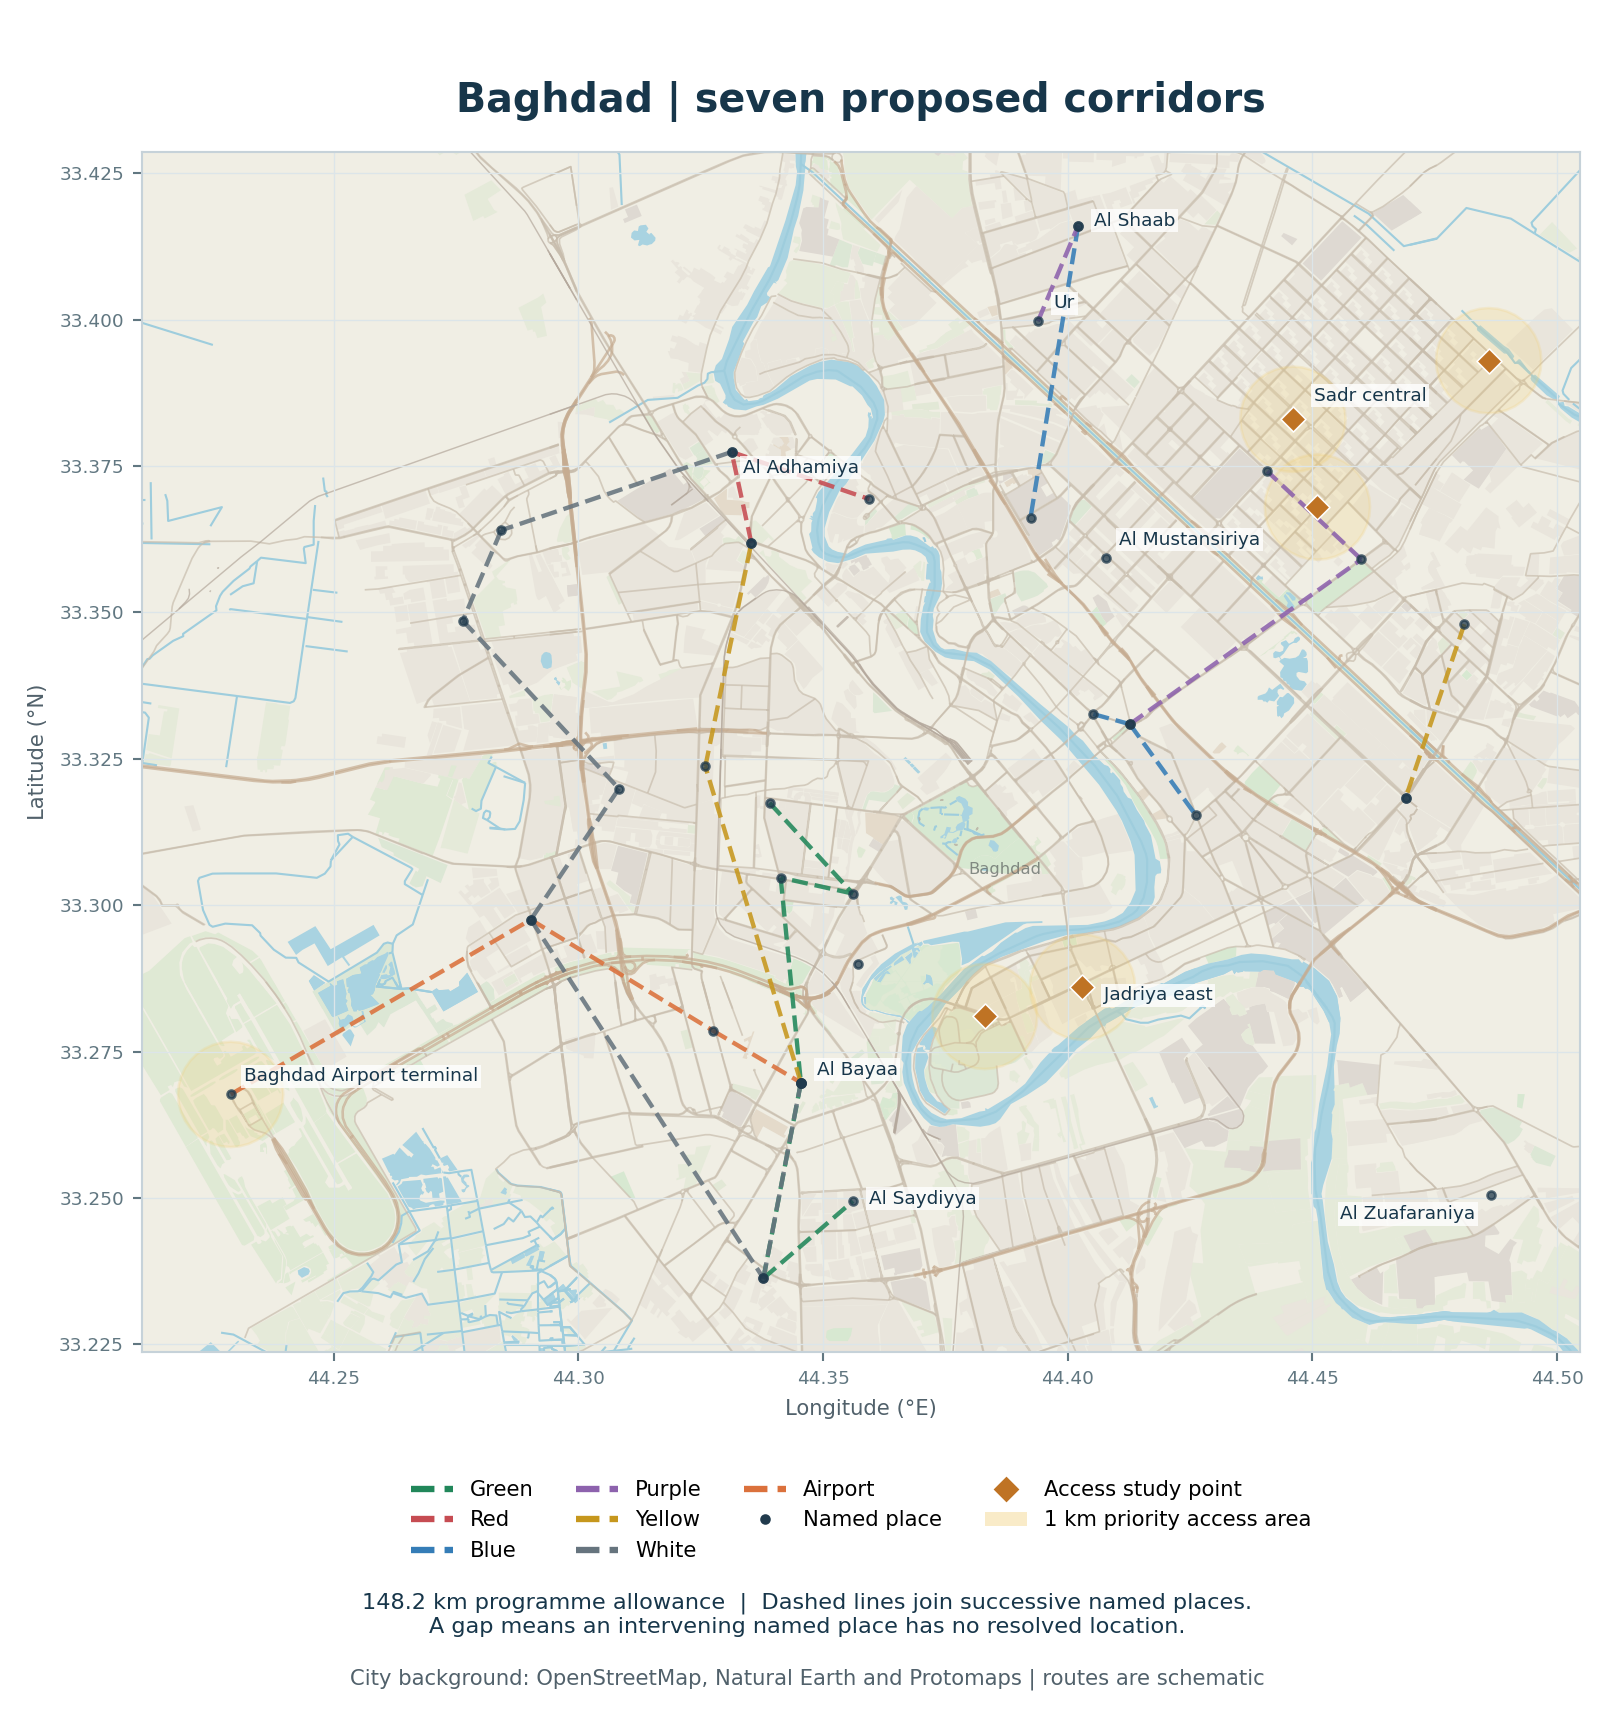 Baghdad | seven proposed corridors
33.425
33.400
33.375
33.350
33.325
33.300
33.275
33.250
33.225
Latitude (°N)
Al Shaab
Ur
Sadr central
Al Adhamiya
Al Mustansiriya
Baghdad
Jadriya east
Baghdad Airport terminal
Al Bayaa
Al Saydiyya
Al Zuafaraniya
44.25
44.30
44.35
44.40
44.45
44.50
Longitude (°E)
Green
Red
Blue
Purple
Yellow
White
Airport
Named place
Access study point
1 km priority access area
148.2 km programme allowance | Dashed lines join successive named places.
A gap means an intervening named place has no resolved location.
City background: OpenStreetMap, Natural Earth and Protomaps | routes are schematic